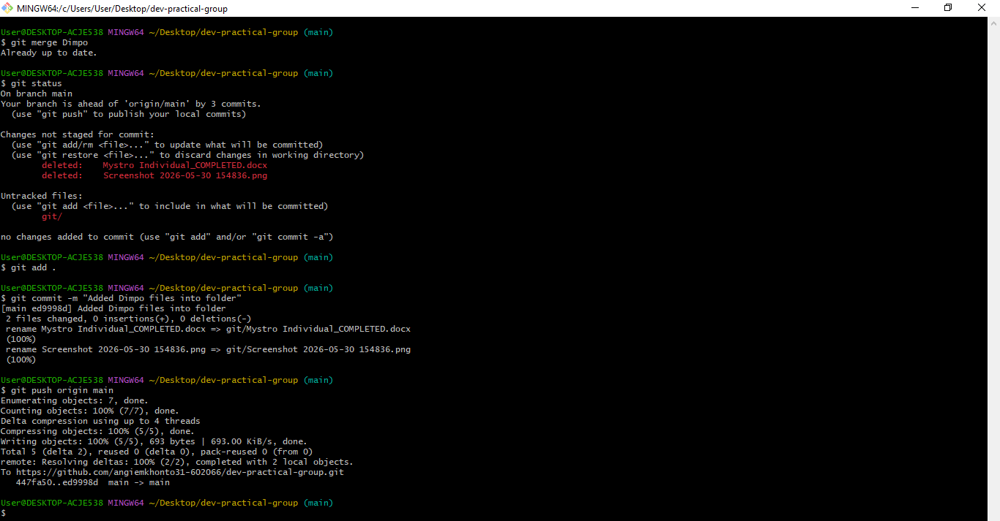 MINGW64:/c/Users/User/Desktop/dev-practical-group
User@DESKTOP-ACJE538 MINGW64 ~/Desktop/dev-practical-group (main)
$ git merge Dimpo
Already up to date.
User@DESKTOP-ACJE538 MINGW64 ~/Desktop/dev-practical-group (main)
$ git status
On branch main
Your branch is ahead of 'origin/main' by 3 commits.
  (use "git push" to publish your local commits)
Changes not staged for commit:
  (use "git add/rm <file>..." to update what will be committed)
  (use "git restore <file>..." to discard changes in working directory)
        deleted:    Mystro Individual_COMPLETED.docx
        deleted:    Screenshot 2026-05-30 154836.png
Untracked files:
  (use "git add <file>..." to include in what will be committed)
        git/
no changes added to commit (use "git add" and/or "git commit -a")
User@DESKTOP-ACJE538 MINGW64 ~/Desktop/dev-practical-group (main)
$ git add .
User@DESKTOP-ACJE538 MINGW64 ~/Desktop/dev-practical-group (main)
$ git commit -m "Added Dimpo files into folder"
[main ed9998d] Added Dimpo files into folder
 2 files changed, 0 insertions(+), 0 deletions(-)
 rename Mystro Individual_COMPLETED.docx => git/Mystro Individual_COMPLETED.docx
 (100%)
 rename Screenshot 2026-05-30 154836.png => git/Screenshot 2026-05-30 154836.png
 (100%)
User@DESKTOP-ACJE538 MINGW64 ~/Desktop/dev-practical-group (main)
$ git push origin main
Enumerating objects: 7, done.
Counting objects: 100% (7/7), done.
Delta compression using up to 4 threads
Compressing objects: 100% (5/5), done.
Writing objects: 100% (5/5), 693 bytes | 693.00 KiB/s, done.
Total 5 (delta 2), reused 0 (delta 0), pack-reused 0 (from 0)
remote: Resolving deltas: 100% (2/2), completed with 2 local objects.
To https://github.com/angiemkhonto31-602066/dev-practical-group.git
   447fa50..ed9998d  main -> main
User@DESKTOP-ACJE538 MINGW64 ~/Desktop/dev-practical-group (main)
$